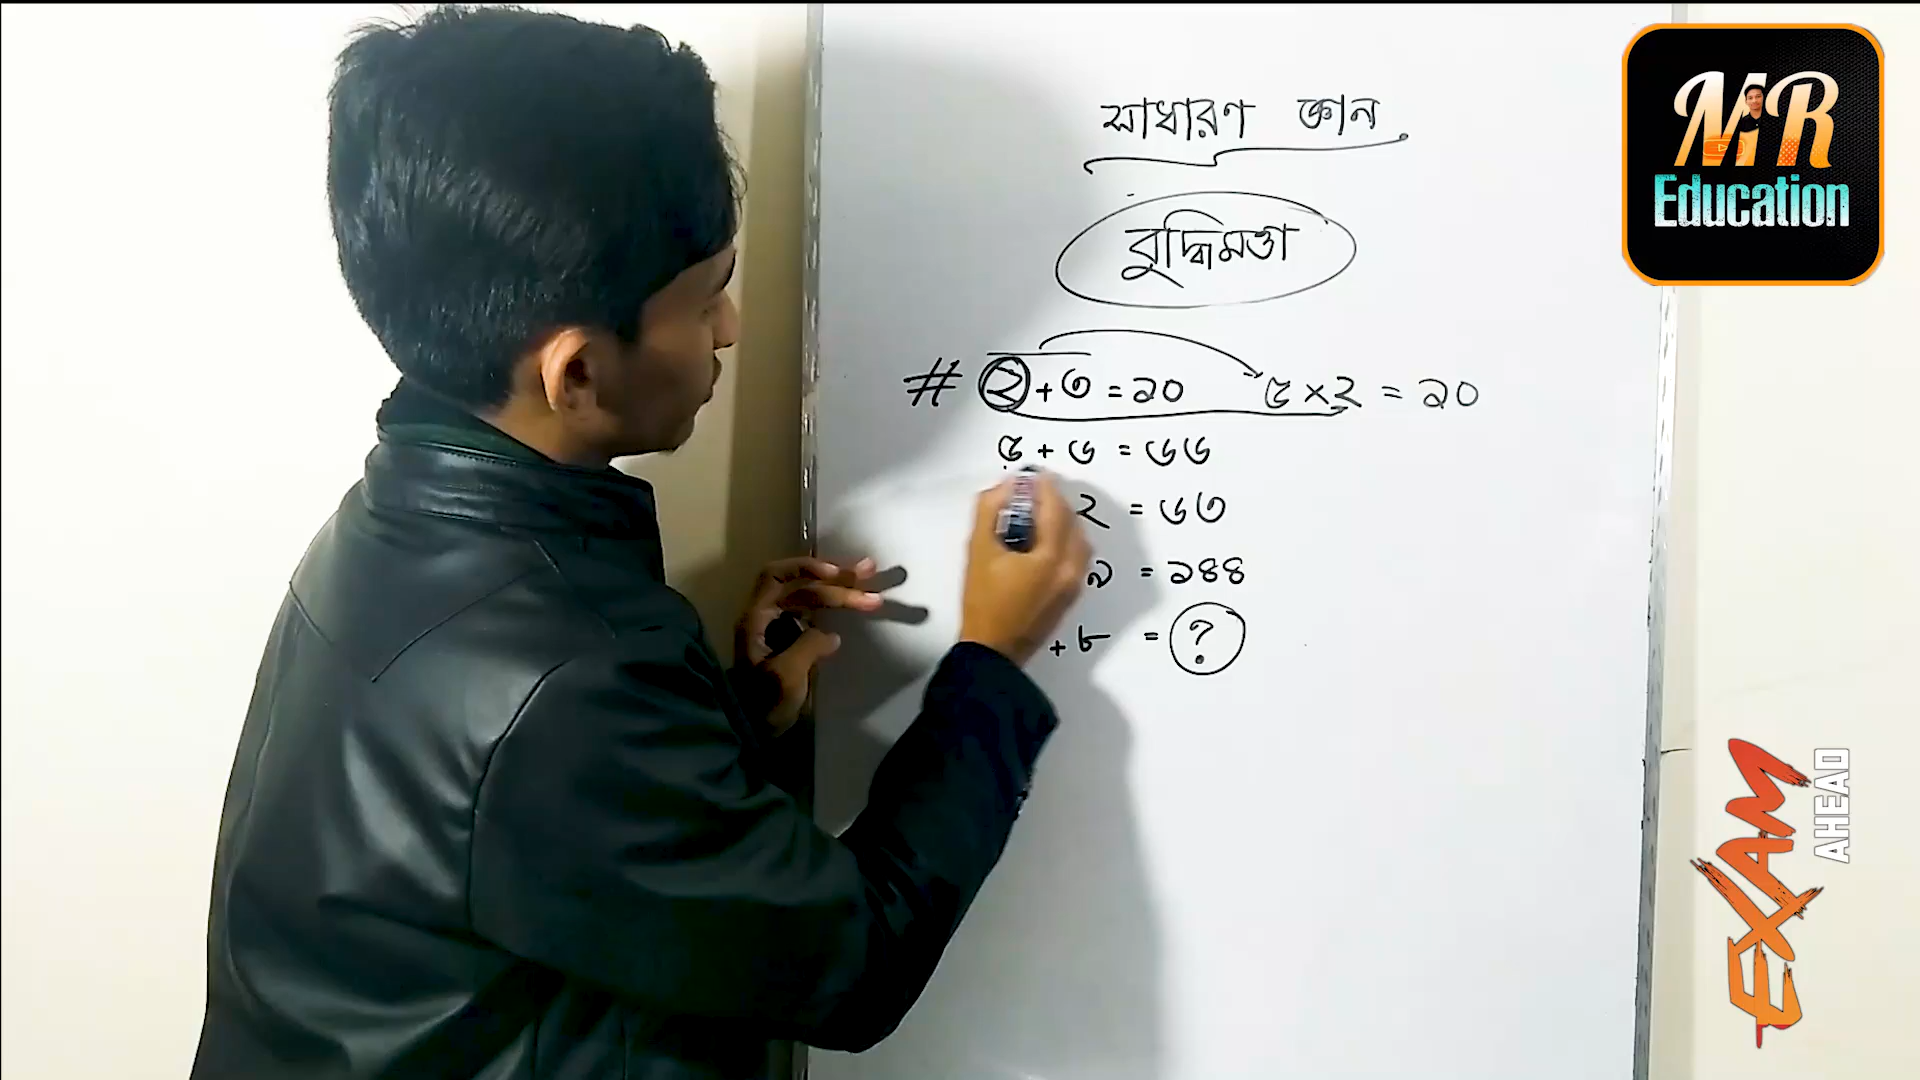 সাধারণ জ্ঞান
বুদ্ধিমত্তা
# ২+৩ = ১০ ৫×২ = ১০
৫ + ৬ = ৬৬
২ = ৬৩
৯ = ১৪৪
+ ৮ = ?
MR
Education
EXAM
AHEAD